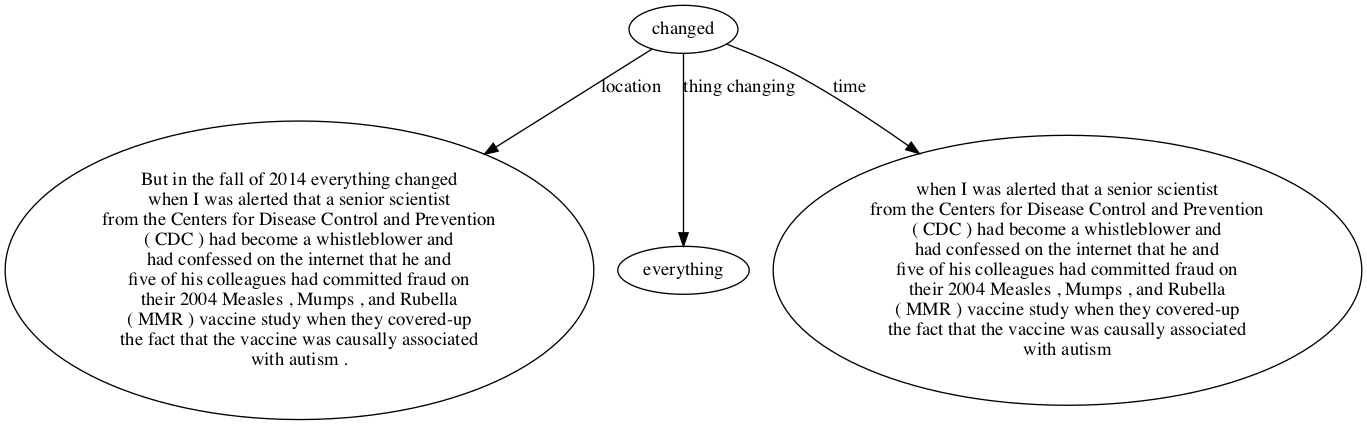 changed
location
thing changing
time
But in the fall of 2014 everything changed
when I was alerted that a senior scientist
from the Centers for Disease Control and Prevention
( CDC ) had become a whistleblower and
had confessed on the internet that he and
five of his colleagues had committed fraud on
their 2004 Measles , Mumps , and Rubella
( MMR ) vaccine study when they covered-up
the fact that the vaccine was causally associated
with autism .
everything
when I was alerted that a senior scientist
from the Centers for Disease Control and Prevention
( CDC ) had become a whistleblower and
had confessed on the internet that he and
five of his colleagues had committed fraud on
their 2004 Measles , Mumps , and Rubella
( MMR ) vaccine study when they covered-up
the fact that the vaccine was causally associated
with autism